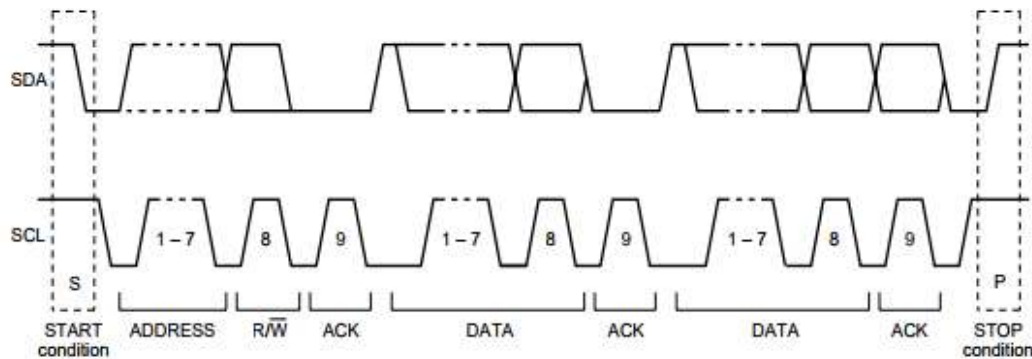 SDA
SCL
1 – 7 8 9 1 – 7 8 9 1 – 7 8 9
S P
START condition ADDRESS R/W̅ ACK DATA ACK DATA ACK STOP condition